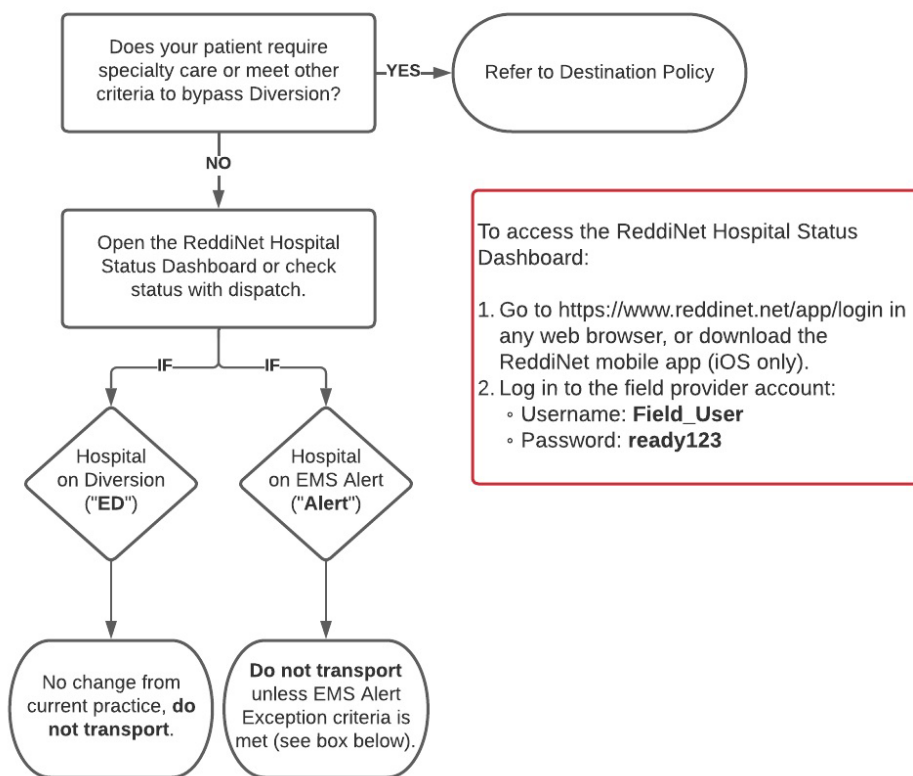 Does your patient require
specialty care or meet other
criteria to bypass Diversion?
YES
Refer to Destination Policy
NO
Open the ReddiNet Hospital
Status Dashboard or check
status with dispatch.
IF
IF
Hospital
on Diversion
("ED")
Hospital
on EMS Alert
("Alert")
No change from
current practice, do
not transport.
Do not transport
unless EMS Alert
Exception criteria is
met (see box below).
To access the ReddiNet Hospital Status
Dashboard:
1. Go to https://www.reddinet.net/app/login in
any web browser, or download the
ReddiNet mobile app (iOS only).
2. Log in to the field provider account:
◦ Username: Field_User
◦ Password: ready123